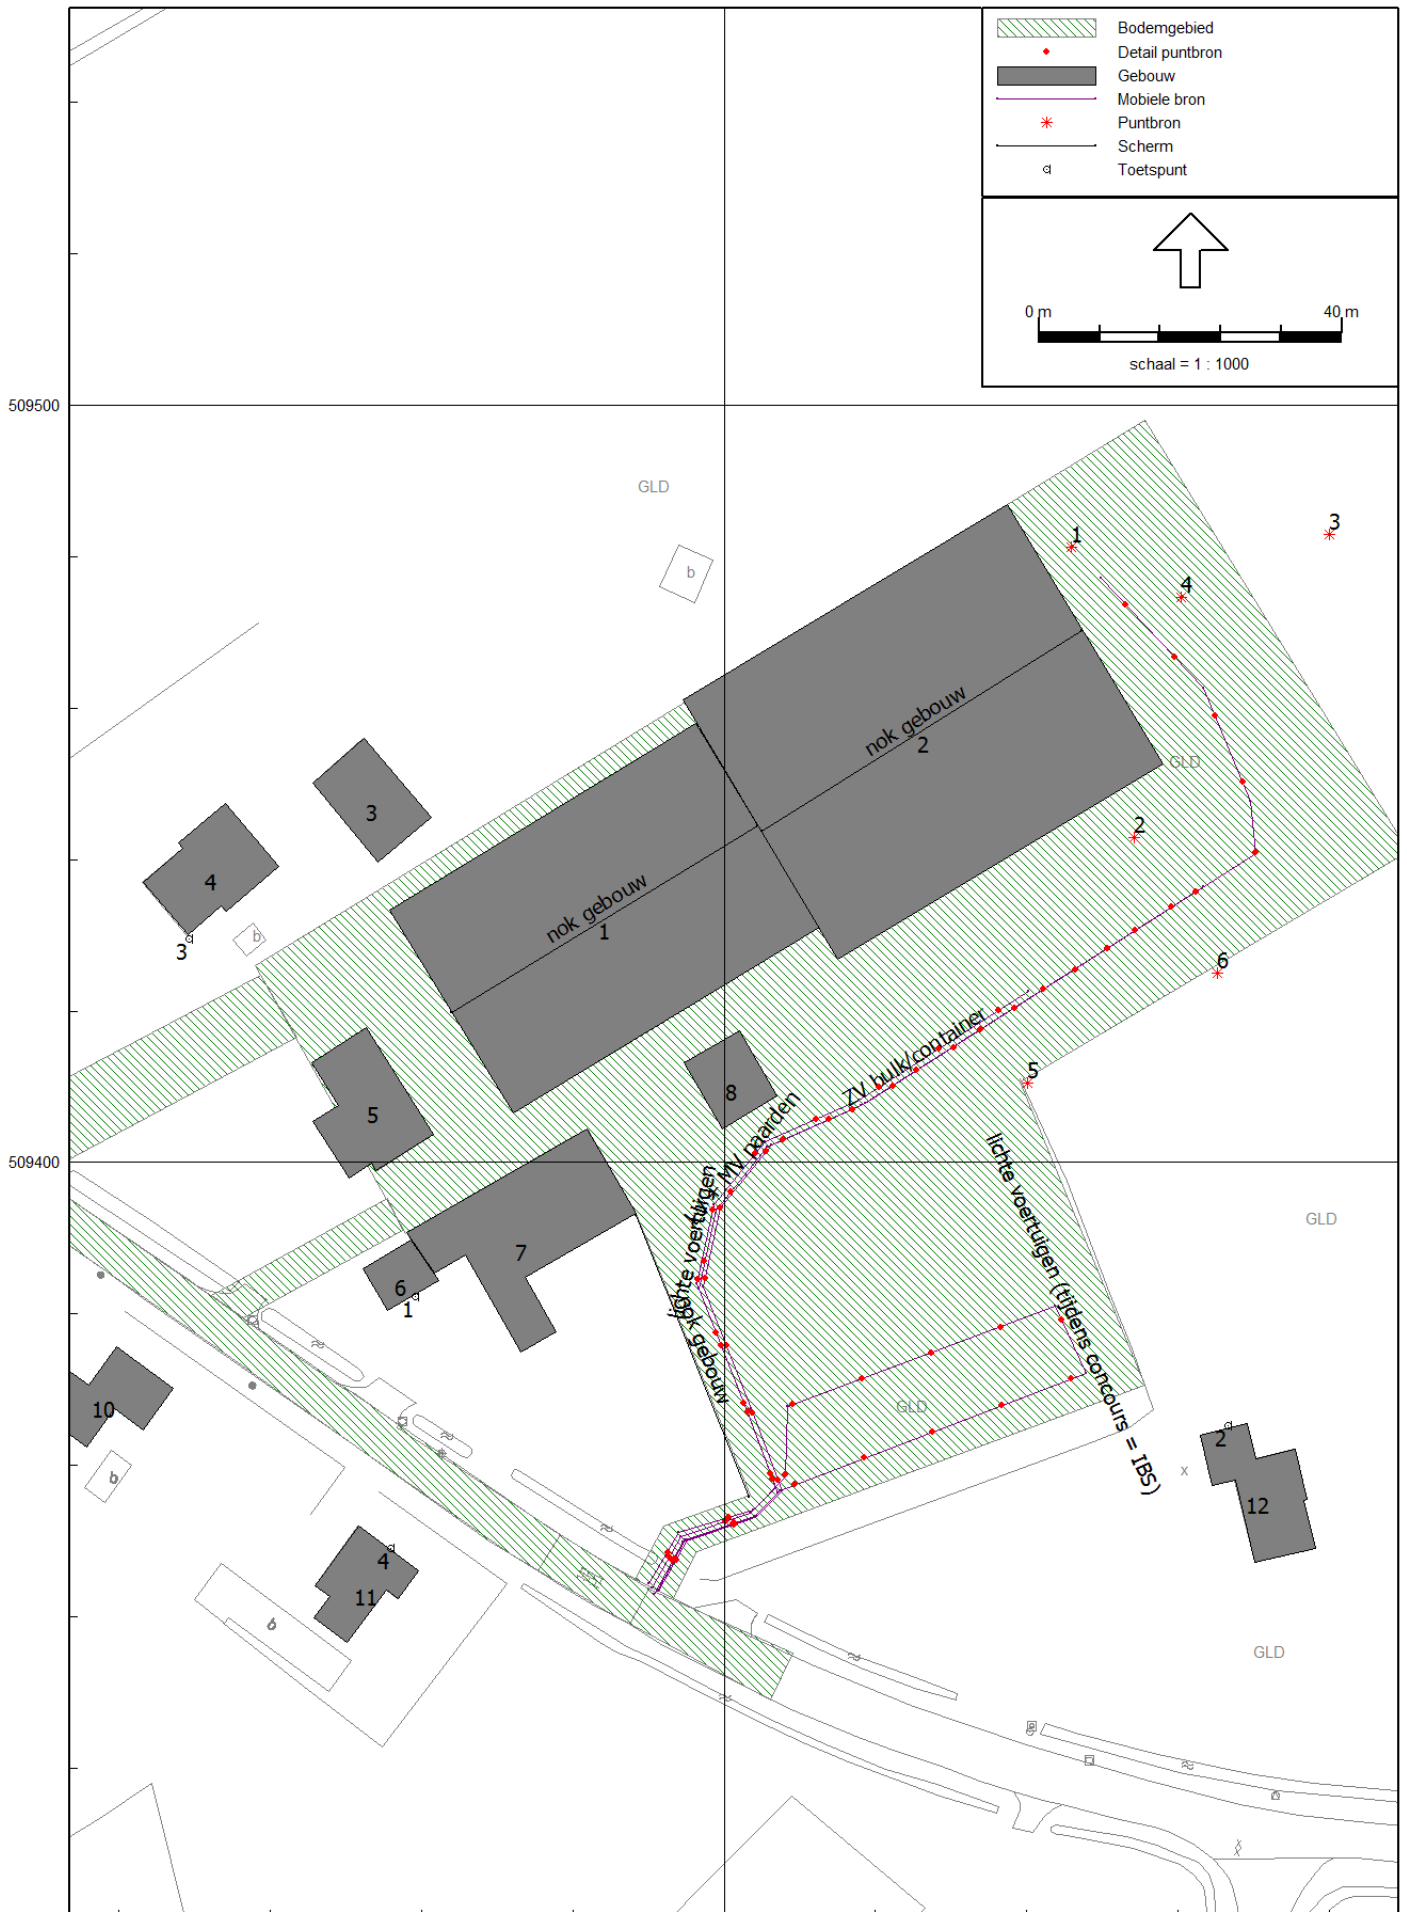 Bodemgebied
Detail puntbron
Gebouw
Mobiele bron
Puntbron
Scherm
Toetspunt
0 m
40 m
schaal = 1 : 1000
509500
GLD
b
1
3
4
nok gebouw
2
GLD
3
2
4
nok gebouw
1
b
3
6
ZV bulk/container
5
8
5
MV paarden
509400
lichte voertuigen
lichte voertuigen (tijdens concours = IBS)
GLD
7
6
1
nok gebouw
10
GLD
2
x
b
12
4
11
6
GLD